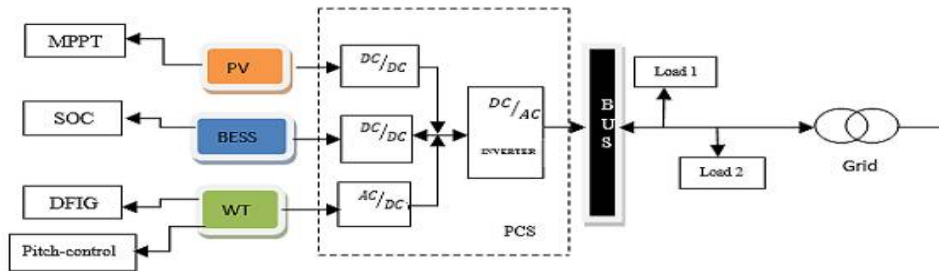 MPPT
PV
DC/DC
SOC
BESS
DC/DC
DFIG
WT
AC/DC
Pitch-control
DC/AC
INVERTER
PCS
BUS
Load 1
Load 2
Grid